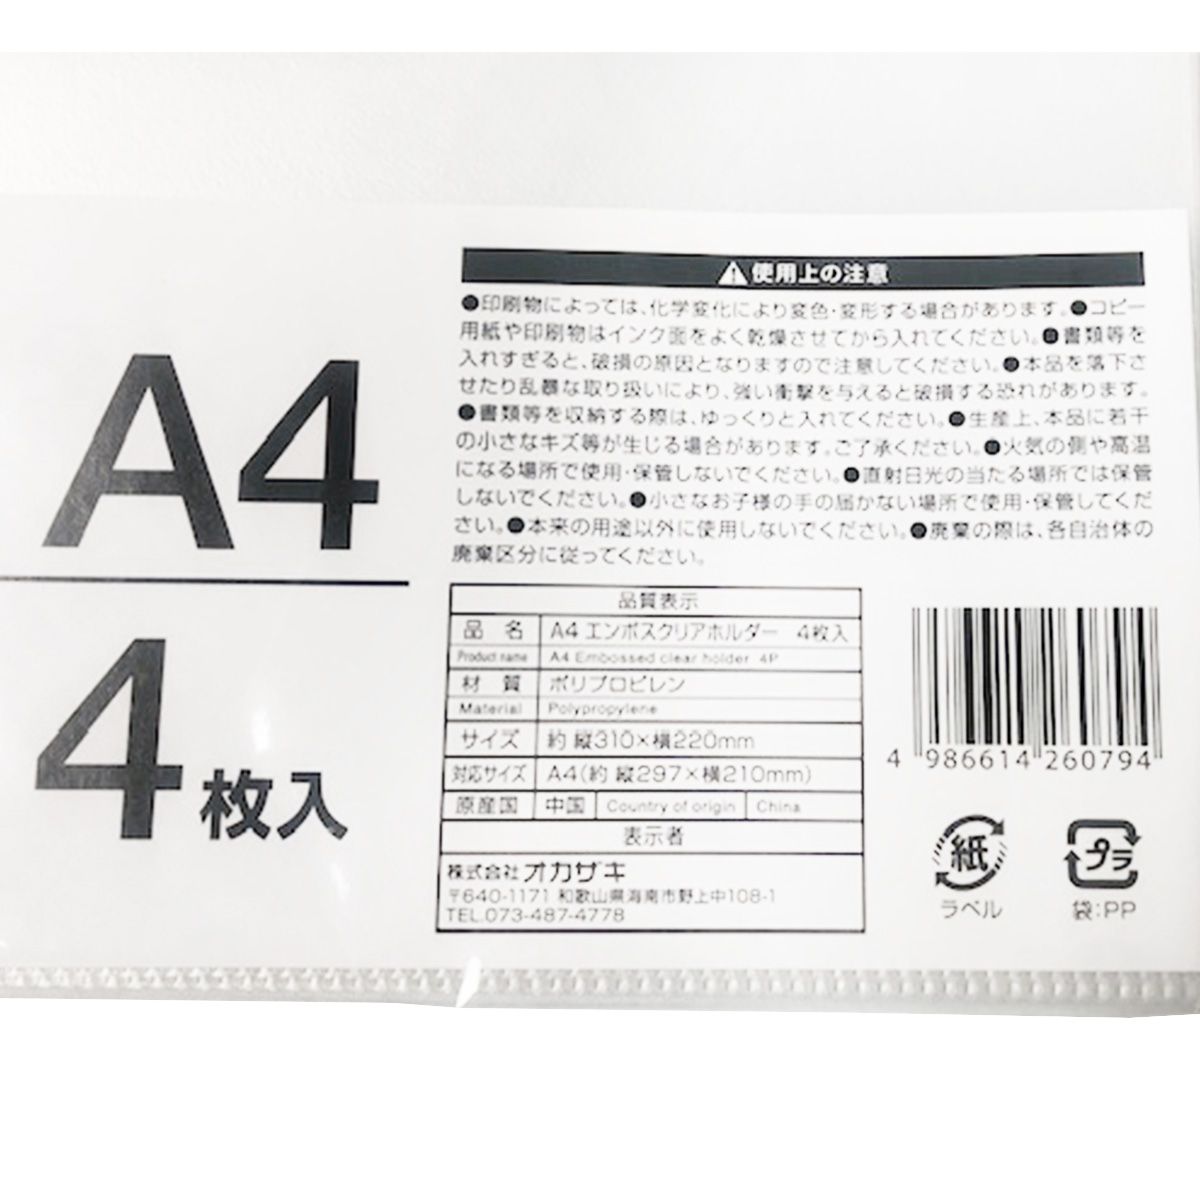 A4
4枚入
⚠使用上の注意
●印刷物によっては、化学変化により変色・変形する場合があります。●コピー
用紙や印刷物はインク面をよく乾燥させてから入れてください。●書類等を
入れすぎると、破損の原因となりますので注意してください。●本品を落下さ
せたり乱暴な取り扱いにより、強い衝撃を与えると破損する恐れがあります。
●書類等を収納する際は、ゆっくりと入れてください。●生産上、本品に若干
の小さなキズ等が生じる場合があります。ご了承ください。●火気の側や高温
になる場所で使用・保管しないでください。●直射日光の当たる場所では保管
しないでください。●小さなお子様の手の届かない場所で使用・保管してくだ
さい。●本来の用途以外に使用しないでください。●廃棄の際は、各自治体の
廃棄区分に従ってください。
品質表示
品名 A4 エンボスクリアホルダー 4枚入
Product name A4 Embossed clear holder 4P
材質 ポリプロピレン
Material Polypropylene
サイズ 約 縦310×横220mm
対応サイズ A4(約 縦297×横210mm)
原産国 中国 Country of origin China
表示者
株式会社オカザキ
〒640-1171 和歌山県海南市野上中108-1
TEL.073-487-4778
4 986614 260794
紙 プラ
ラベル 袋:PP